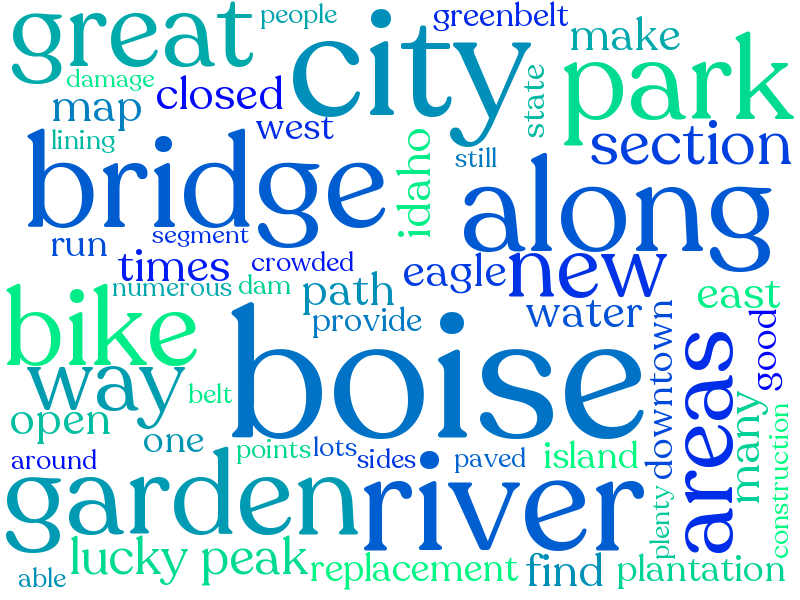 great
people
city
greenbelt
make
damage
map
closed
west
park
state
section
lining
bridge
idaho
still
along
run
segment
times
crowded
eagle
new
numerous
dam
path
provide
water
east
bike
way
belt
boise
downtown
areas
good
open
one
many
around
points
lots
sides
paved
island
construction
garden
river
plenty
lucky peak
replacement
find
plantation
able